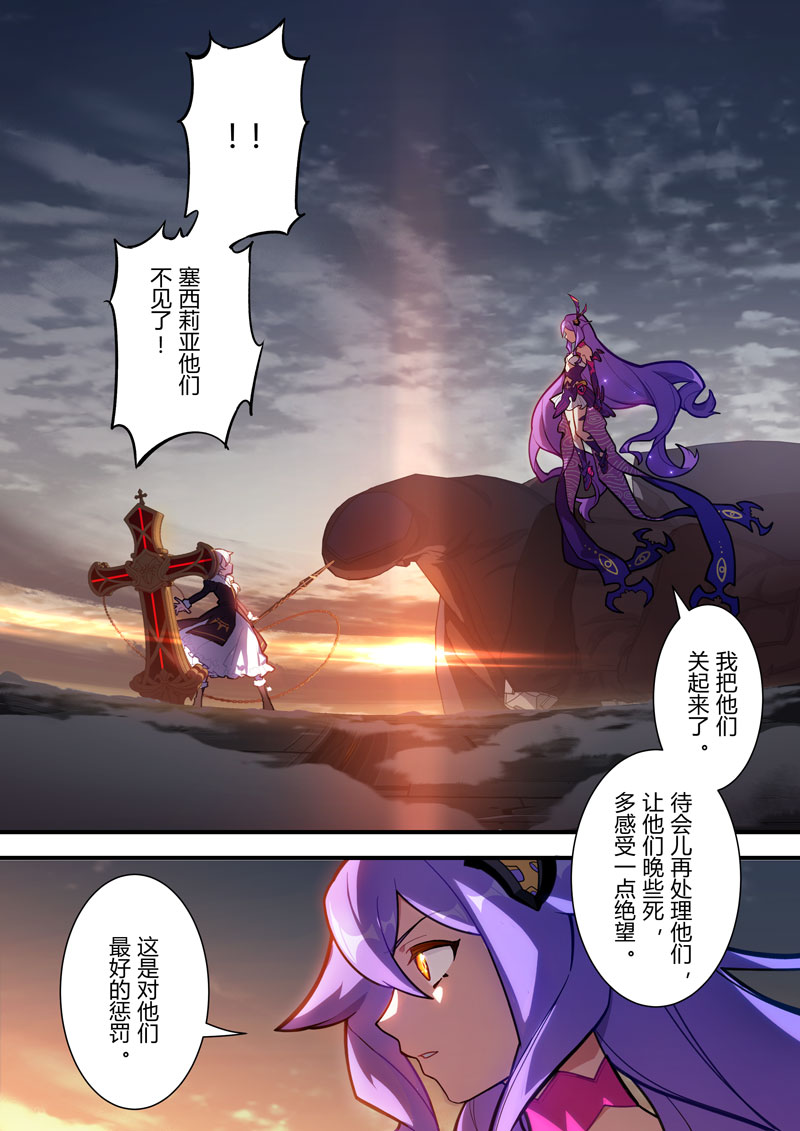 ！！
塞西莉亚他们
不见了！
我把他们
关起来了。
待会儿再处理他们，
让他们晚些死，
多感受一点绝望。
这是对他们
最好的惩罚。